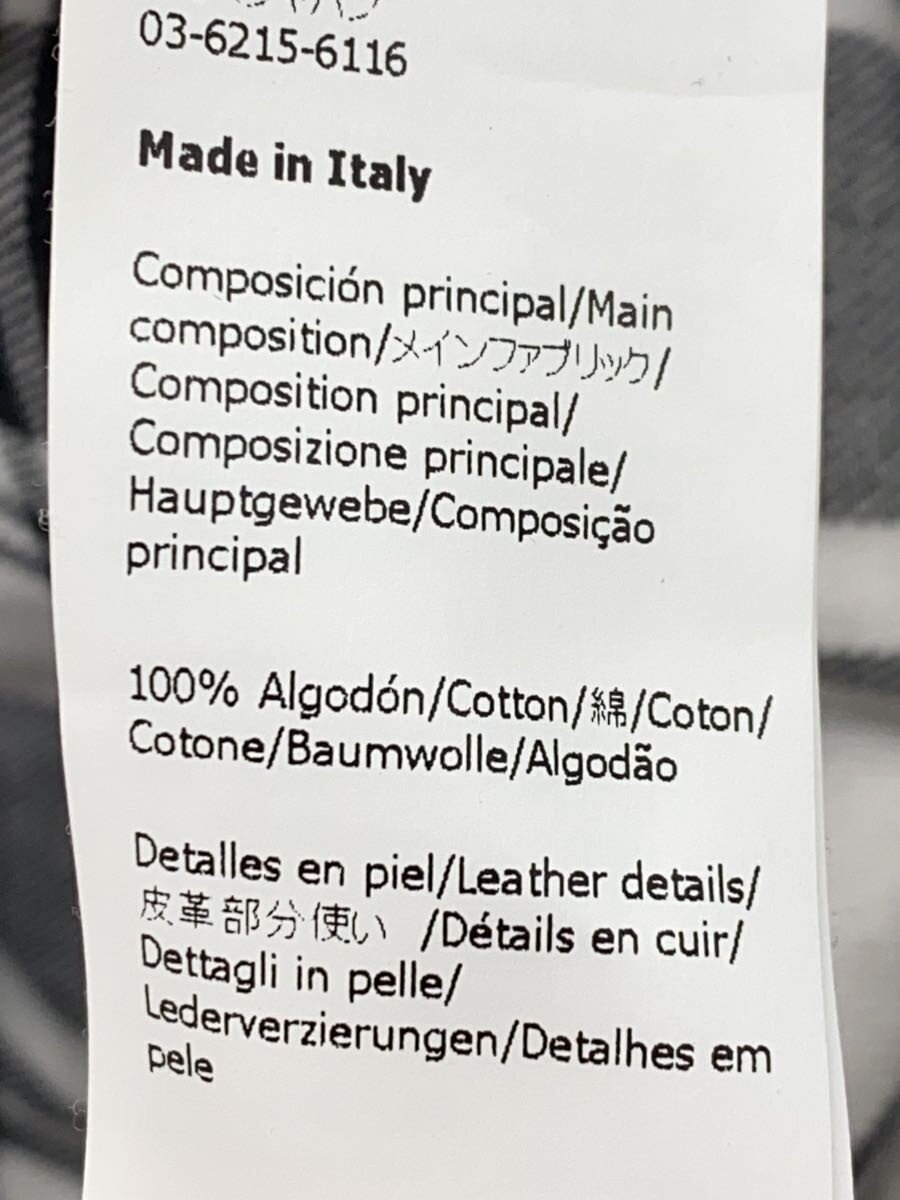 03-6215-6116
Made in Italy
Composición principal/Main
composition/メインファブリック/
Composition principal/
Composizione principale/
Hauptgewebe/Composição
principal
100% Algodón/Cotton/綿/Coton/
Cotone/Baumwolle/Algodão
Detalles en piel/Leather details/
皮革部分使い /Détails en cuir/
Dettagli in pelle/
Lederverzierungen/Detalhes em
pele